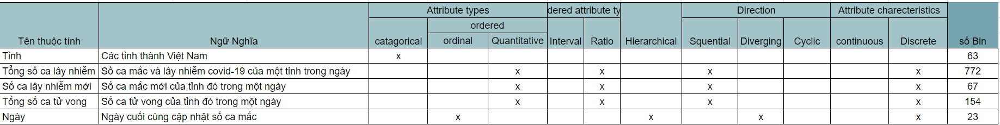 Attribute types dered attribute ty Direction Attribute charecteristics
ordered
Tên thuộc tính Ngữ Nghĩa catagorical ordinal Quantitative Interval Ratio Hierarchical Squential Diverging Cyclic continuous Discrete số Bin
Tỉnh Các tỉnh thành Việt Nam x 63
Tổng số ca lây nhiễm Số ca mắc và lây nhiễm covid-19 của một tỉnh trong ngày x x x x 772
Số ca lây nhiễm mới Số ca mắc mới của tỉnh đó trong một ngày x x x x 67
Tổng số ca tử vong Số ca tử vong của tỉnh đó trong một ngày x x x x 154
Ngày Ngày cuối cùng cập nhật số ca mắc x x x x 23